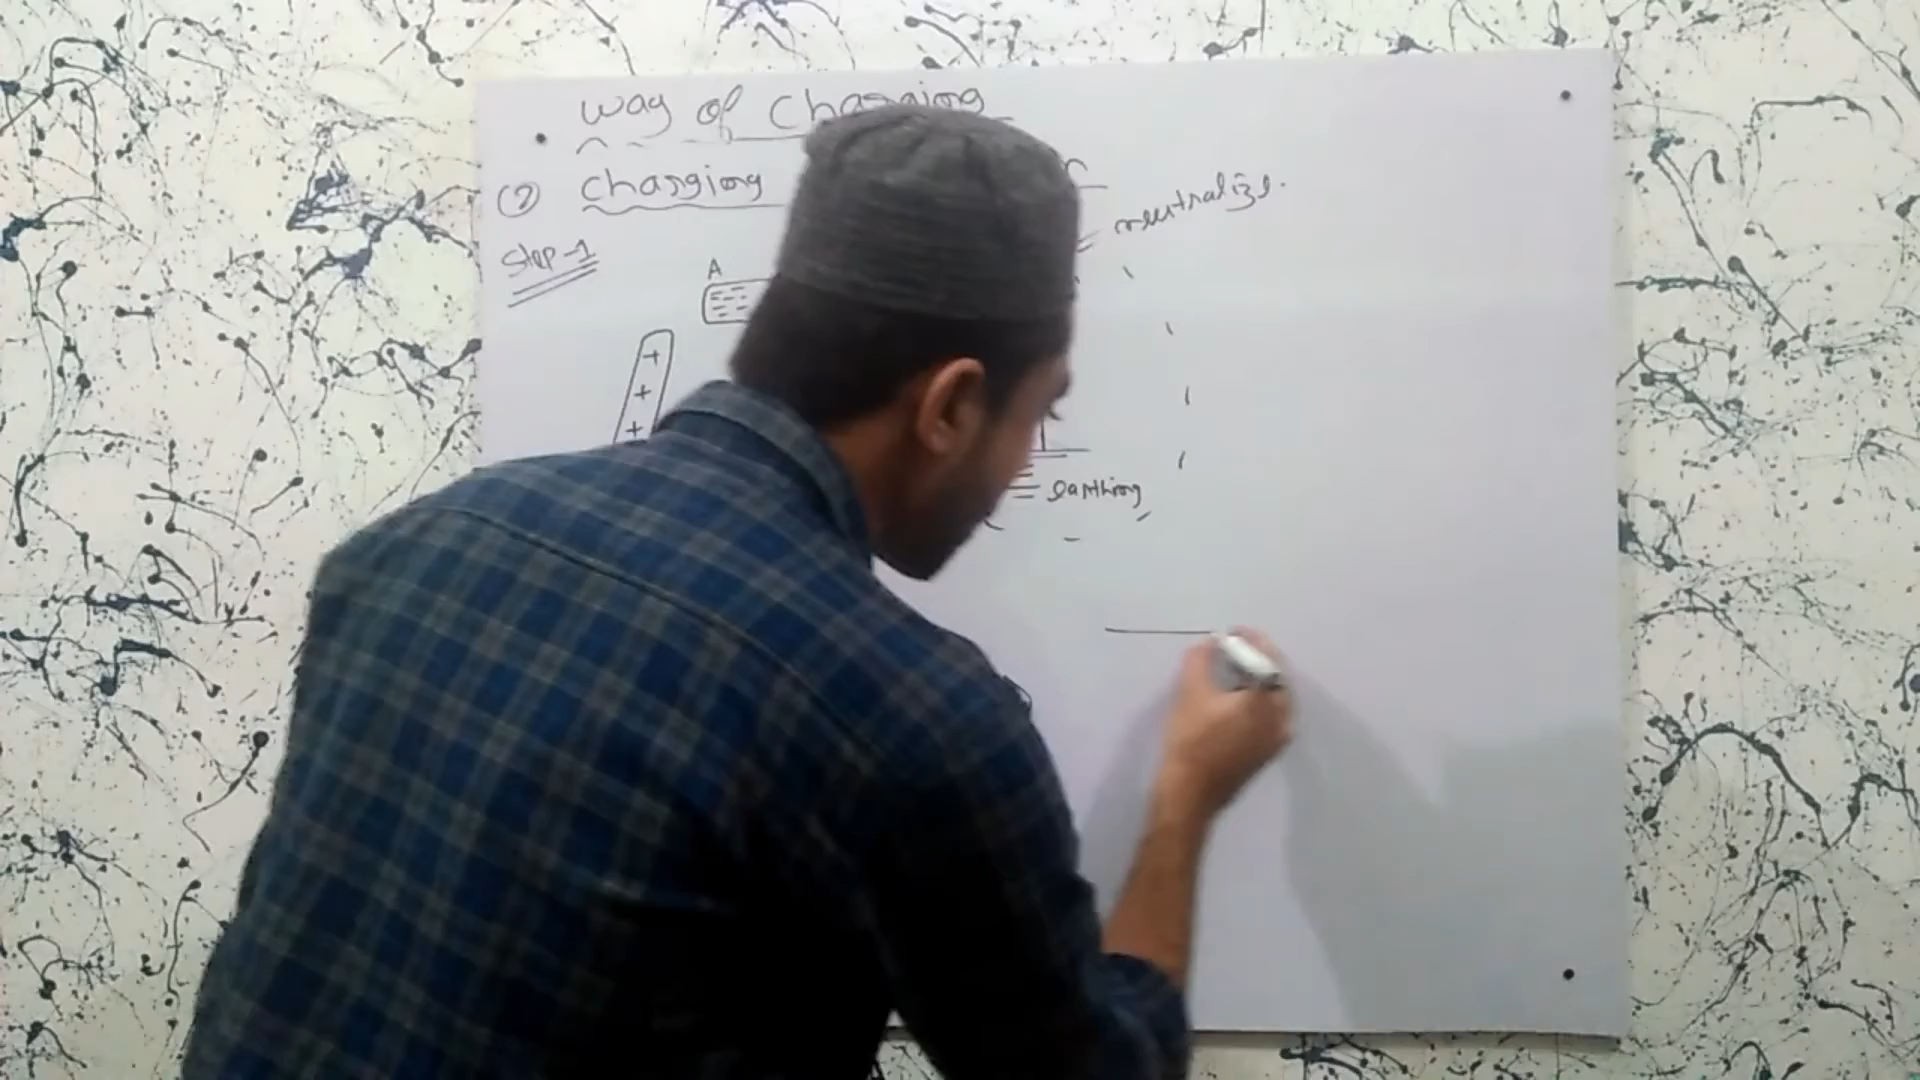 way of Charging
② Charging
Step-1
neutralize.
A
+
+
+
earthing